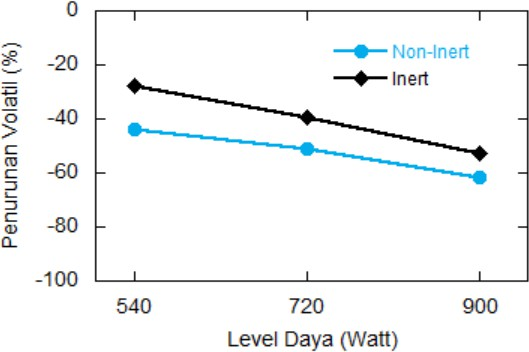 0
-20
-40
-60
-80
-100
Penurunan Volatil (%)
Non-Inert
Inert
540 720 900
Level Daya (Watt)